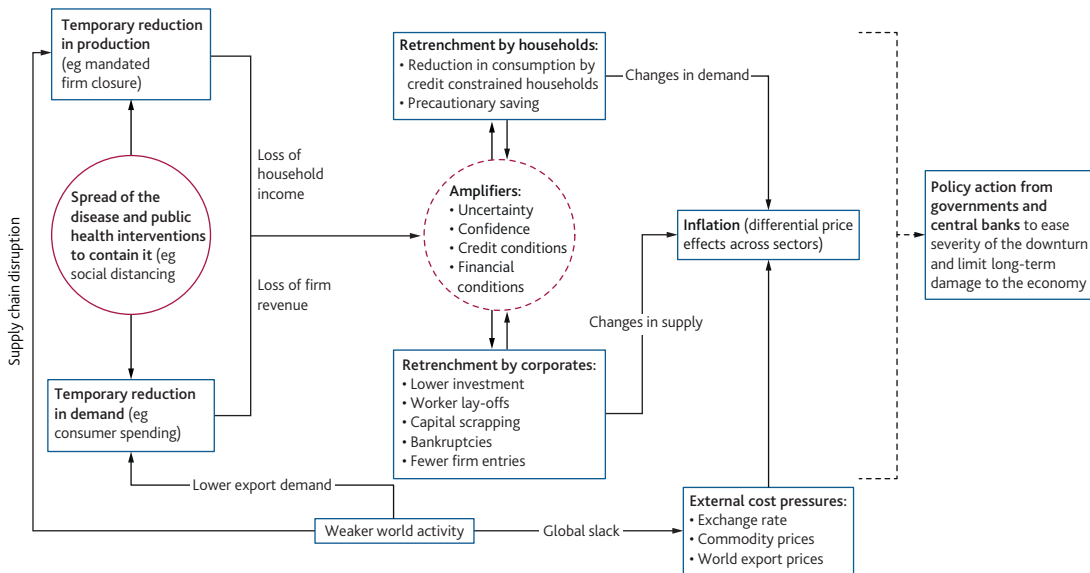 Temporary reduction
in production
(eg mandated
firm closure)
Supply chain disruption
Spread of the
disease and public
health interventions
to contain it (eg
social distancing
Temporary reduction
in demand (eg
consumer spending)
Loss of
household
income
Loss of firm
revenue
Lower export demand
Weaker world activity
Global slack
Retrenchment by households:
• Reduction in consumption by
credit constrained households
• Precautionary saving
Amplifiers:
• Uncertainty
• Confidence
• Credit conditions
• Financial
conditions
Retrenchment by corporates:
• Lower investment
• Worker lay-offs
• Capital scrapping
• Bankruptcies
• Fewer firm entries
Changes in demand
Changes in supply
Inflation (differential price
effects across sectors)
External cost pressures:
• Exchange rate
• Commodity prices
• World export prices
Policy action from
governments and
central banks to ease
severity of the downturn
and limit long-term
damage to the economy